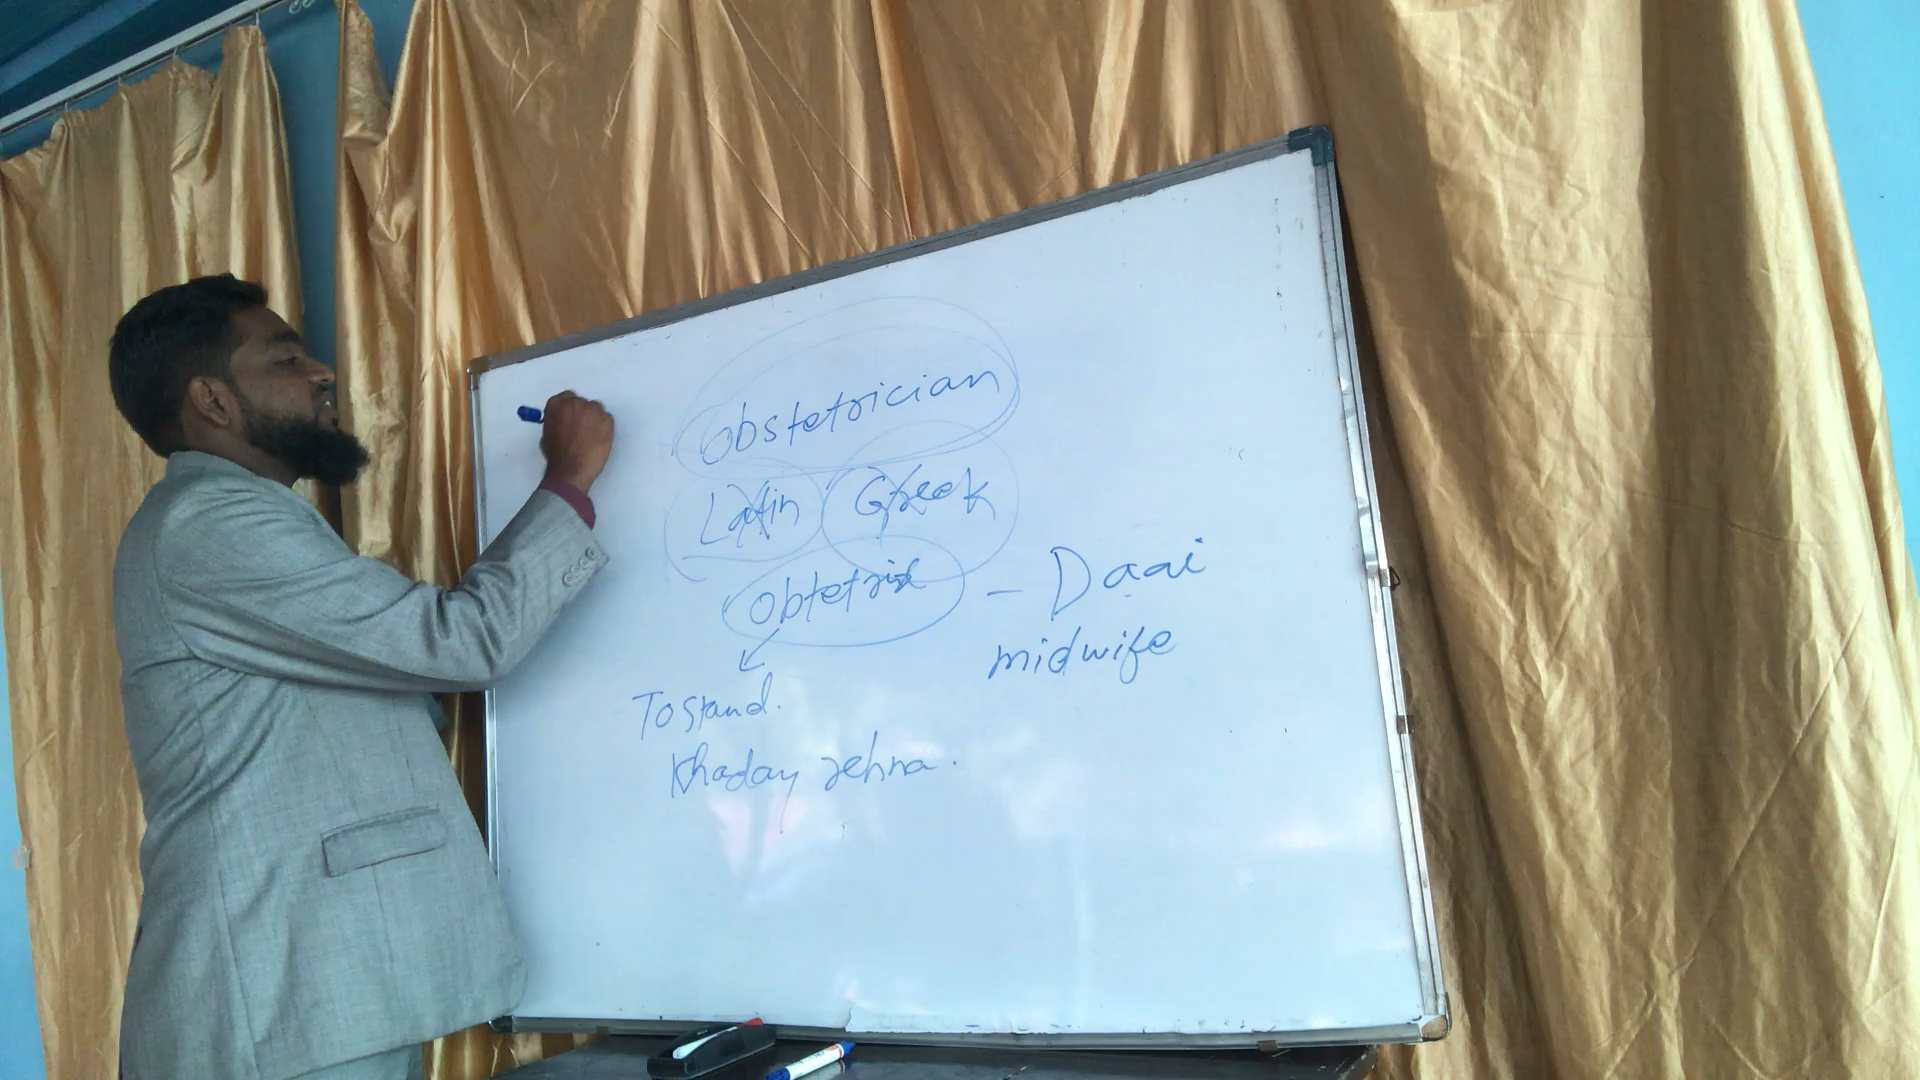 obstetrician
Latin Greek
obtetrix - Daai
midwife
To stand.
Khaday rehna.